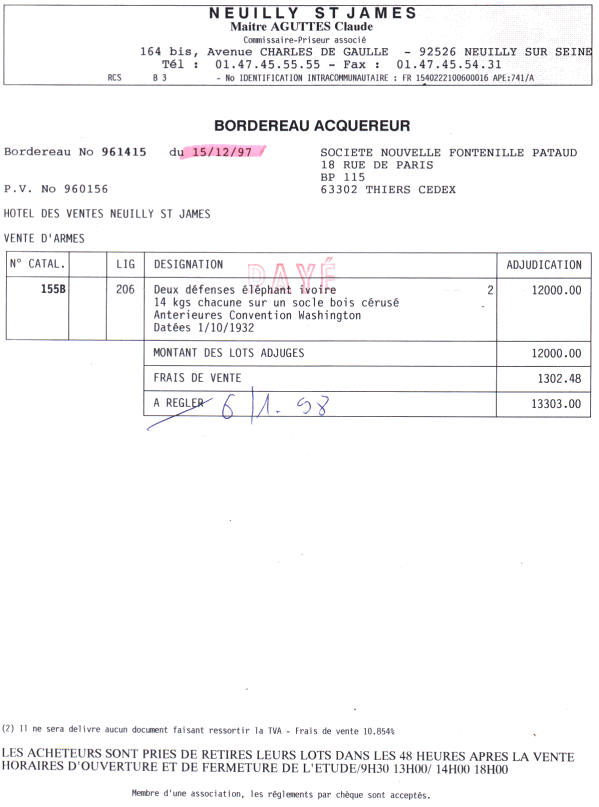 NEUILLY ST JAMES
Maitre AGUTTES Claude
Commissaire-Priseur associé
164 bis, Avenue CHARLES DE GAULLE - 92526 NEUILLY SUR SEINE
Tél : 01.47.45.55.55 - Fax : 01.47.45.54.31
RCS B 3 - No IDENTIFICATION INTRACOMMUNAUTAIRE : FR 1540222100600016 APE:741/A
BORDEREAU ACQUEREUR
Bordereau No 961415 du 15/12/97
SOCIETE NOUVELLE FONTENILLE PATAUD
18 RUE DE PARIS
BP 115
P.V. No 960156 63302 THIERS CEDEX
HOTEL DES VENTES NEUILLY ST JAMES
VENTE D'ARMES
N° CATAL. LIG DESIGNATION ADJUDICATION
PAYÉ
155B 206 Deux défenses éléphant ivoire 2 12000.00
14 kgs chacune sur un socle bois cérusé
Anterieures Convention Washington
Datées 1/10/1932
MONTANT DES LOTS ADJUGES 12000.00
FRAIS DE VENTE 1302.48
A REGLER 6/1.98 13303.00
(2) Il ne sera delivre aucun document faisant ressortir la TVA - Frais de vente 10.854%
LES ACHETEURS SONT PRIES DE RETIRES LEURS LOTS DANS LES 48 HEURES APRES LA VENTE
HORAIRES D'OUVERTURE ET DE FERMETURE DE L'ETUDE/9H30 13H00/ 14H00 18H00
Membre d'une association, les réglements par chèque sont acceptés.